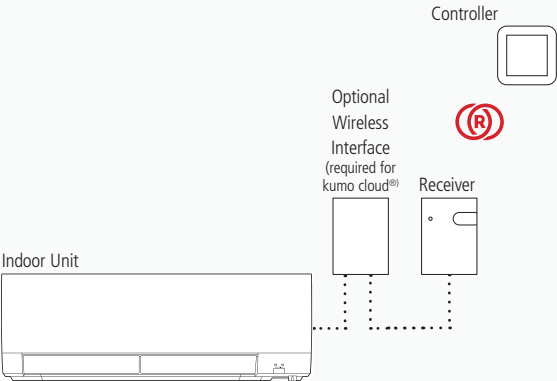 Controller
Optional
Wireless
Interface
(required for
kumo cloud®)
R
Receiver
Indoor Unit